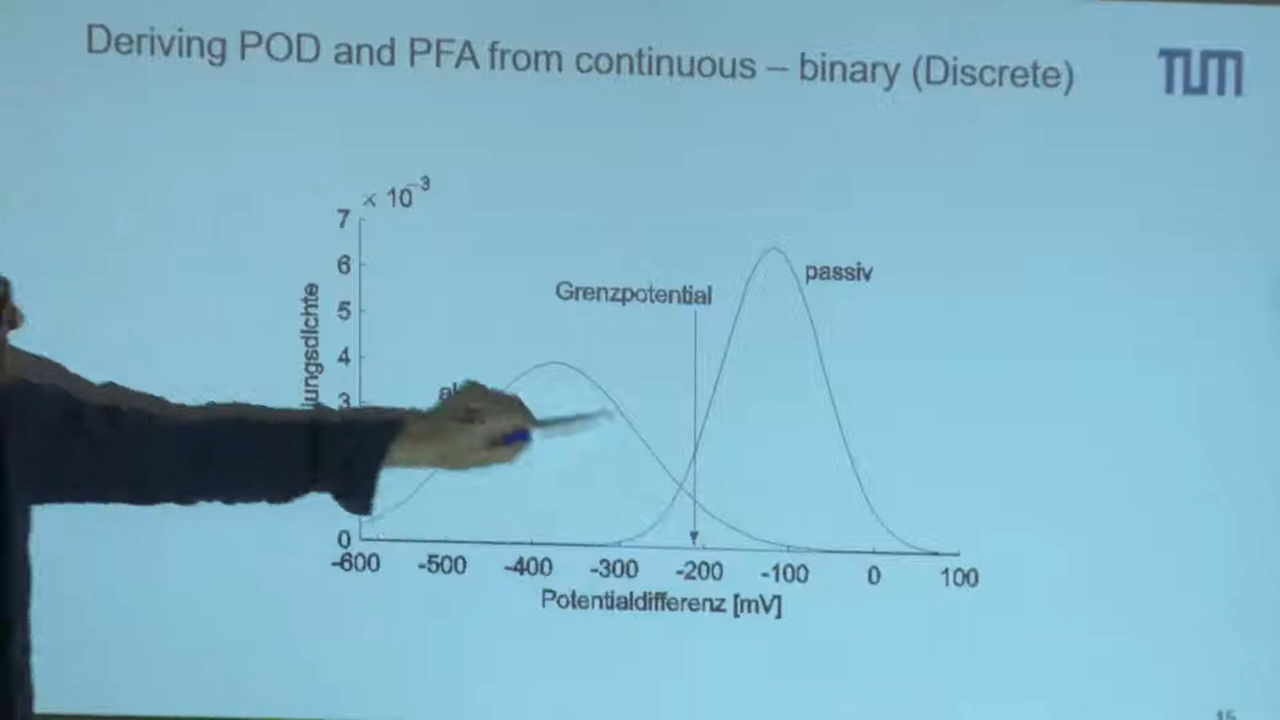 Deriving POD and PFA from continuous – binary (Discrete)
TUM
× 10⁻³
7
6
5
4
3
0
passiv
Grenzpotential
-600 -500 -400 -300 -200 -100 0 100
Potentialdifferenz [mV]
15